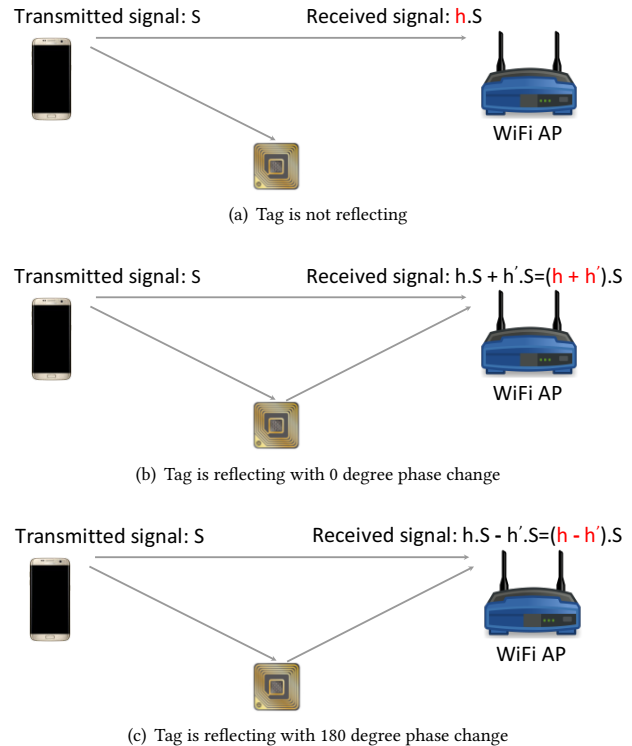 Transmitted signal: S Received signal: h.S
WiFi AP
(a) Tag is not reflecting
Transmitted signal: S Received signal: h.S + h′.S=(h + h′).S
WiFi AP
(b) Tag is reflecting with 0 degree phase change
Transmitted signal: S Received signal: h.S - h′.S=(h - h′).S
WiFi AP
(c) Tag is reflecting with 180 degree phase change